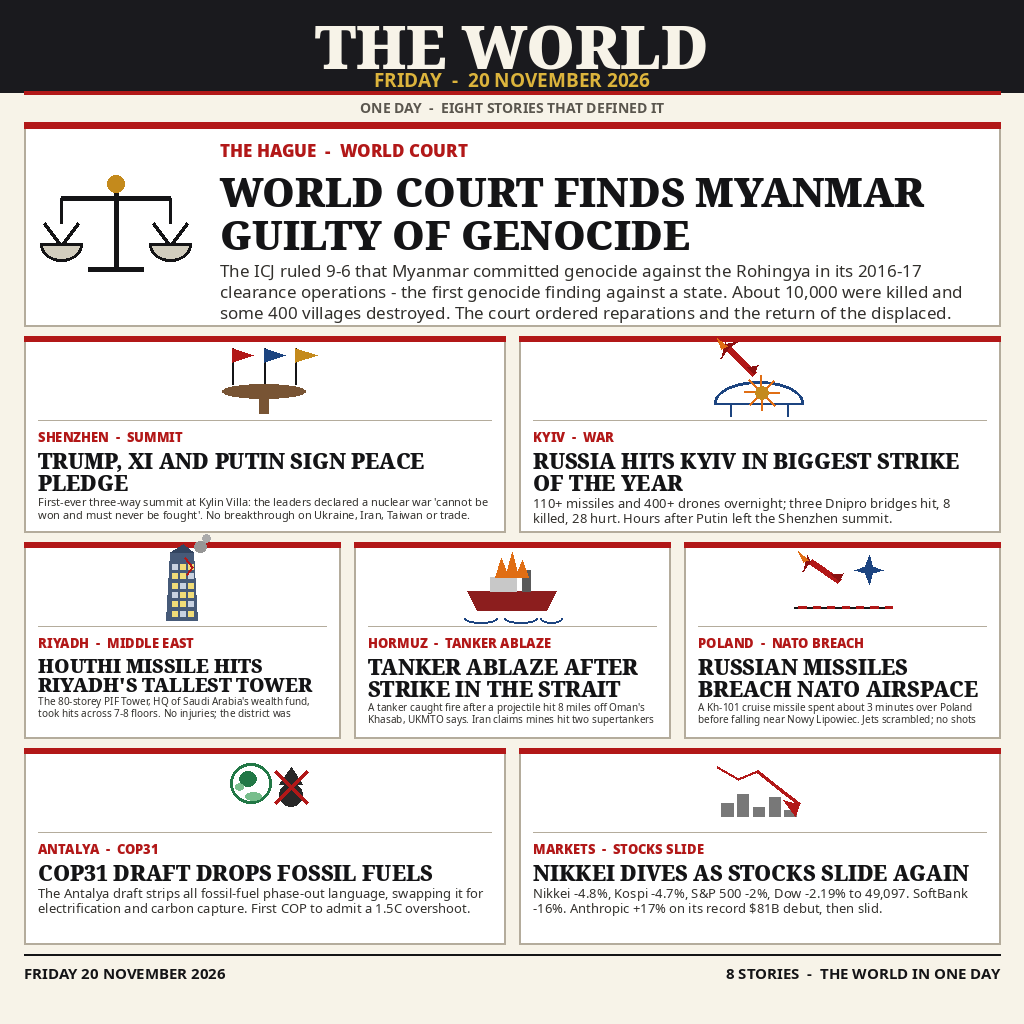 THE WORLD
FRIDAY - 20 NOVEMBER 2026
ONE DAY - EIGHT STORIES THAT DEFINED IT
THE HAGUE - WORLD COURT
WORLD COURT FINDS MYANMAR
GUILTY OF GENOCIDE
The ICJ ruled 9-6 that Myanmar committed genocide against the Rohingya in its 2016-17
clearance operations - the first genocide finding against a state. About 10,000 were killed and
some 400 villages destroyed. The court ordered reparations and the return of the displaced.
SHENZHEN - SUMMIT
TRUMP, XI AND PUTIN SIGN PEACE
PLEDGE
First-ever three-way summit at Kylin Villa: the leaders declared a nuclear war 'cannot be
won and must never be fought'. No breakthrough on Ukraine, Iran, Taiwan or trade.
KYIV - WAR
RUSSIA HITS KYIV IN BIGGEST STRIKE
OF THE YEAR
110+ missiles and 400+ drones overnight; three Dnipro bridges hit, 8
killed, 28 hurt. Hours after Putin left the Shenzhen summit.
RIYADH - MIDDLE EAST
HOUTHI MISSILE HITS
RIYADH'S TALLEST TOWER
The 80-storey PIF Tower, HQ of Saudi Arabia's wealth fund,
took hits across 7-8 floors. No injuries; the district was
HORMUZ - TANKER ABLAZE
TANKER ABLAZE AFTER
STRIKE IN THE STRAIT
A tanker caught fire after a projectile hit 8 miles off Oman's
Khasab, UKMTO says. Iran claims mines hit two supertankers
POLAND - NATO BREACH
RUSSIAN MISSILES
BREACH NATO AIRSPACE
A Kh-101 cruise missile spent about 3 minutes over Poland
before falling near Nowy Lipowiec. Jets scrambled; no shots
ANTALYA - COP31
COP31 DRAFT DROPS FOSSIL FUELS
The Antalya draft strips all fossil-fuel phase-out language, swapping it for
electrification and carbon capture. First COP to admit a 1.5C overshoot.
MARKETS - STOCKS SLIDE
NIKKEI DIVES AS STOCKS SLIDE AGAIN
Nikkei -4.8%, Kospi -4.7%, S&P 500 -2%, Dow -2.19% to 49,097. SoftBank
-16%. Anthropic +17% on its record $81B debut, then slid.
FRIDAY 20 NOVEMBER 2026
8 STORIES - THE WORLD IN ONE DAY